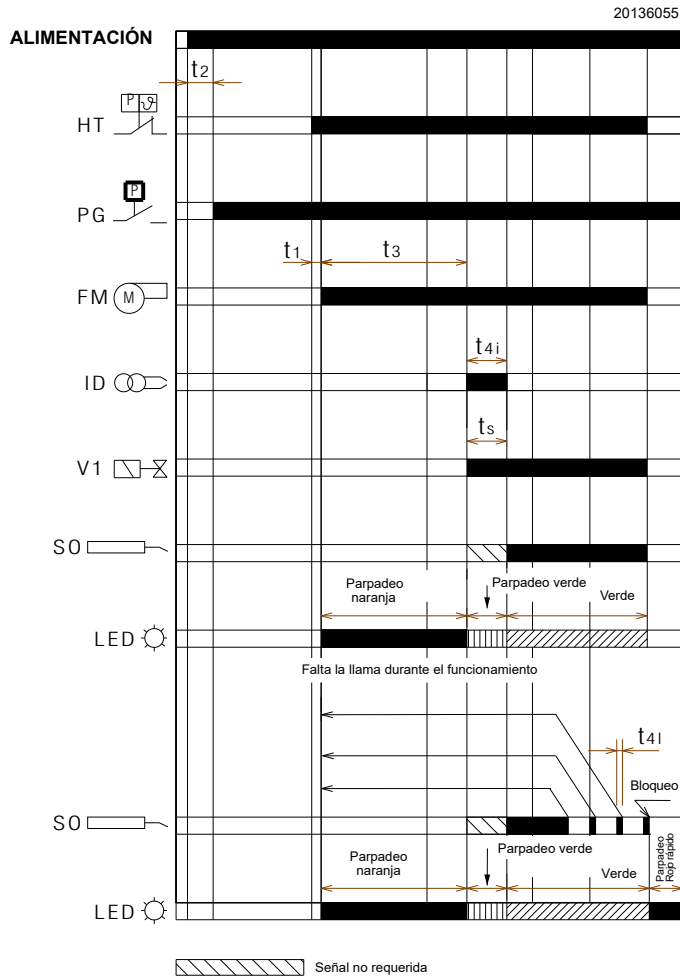 20136055
ALIMENTACIÓN
t2
P ϑ
HT
P
PG
t1 t3
FM M
t4i
ID
ts
V1
SO
Parpadeo naranja
Parpadeo verde
Verde
LED
Falta la llama durante el funcionamiento
t4l
Bloqueo
SO
Parpadeo naranja
Parpadeo verde
Verde
Parpadeo Rojo rápido
LED
Señal no requerida